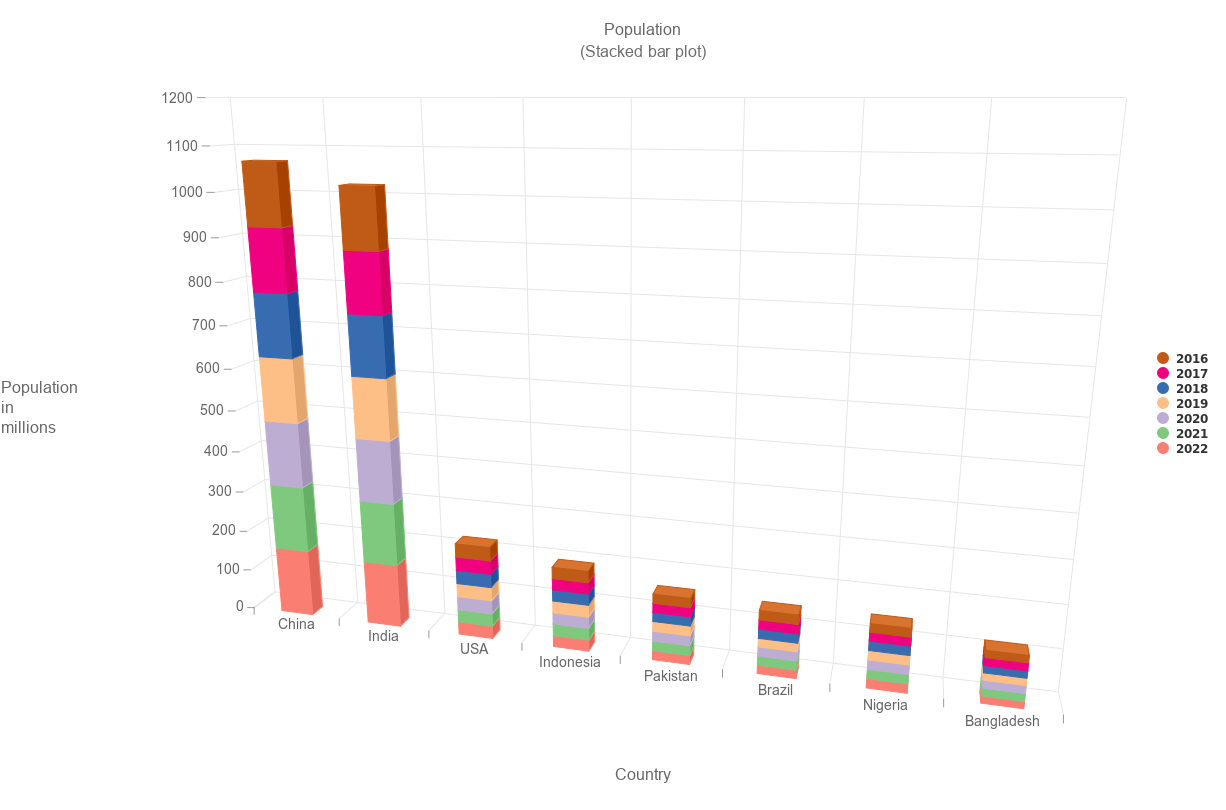 Population
(Stacked bar plot)
1200
1100
1000
900
800
700
600
500
400
300
200
100
0
Population
in
millions
China
India
USA
Indonesia
Pakistan
Brazil
Nigeria
Bangladesh
Country
2016
2017
2018
2019
2020
2021
2022